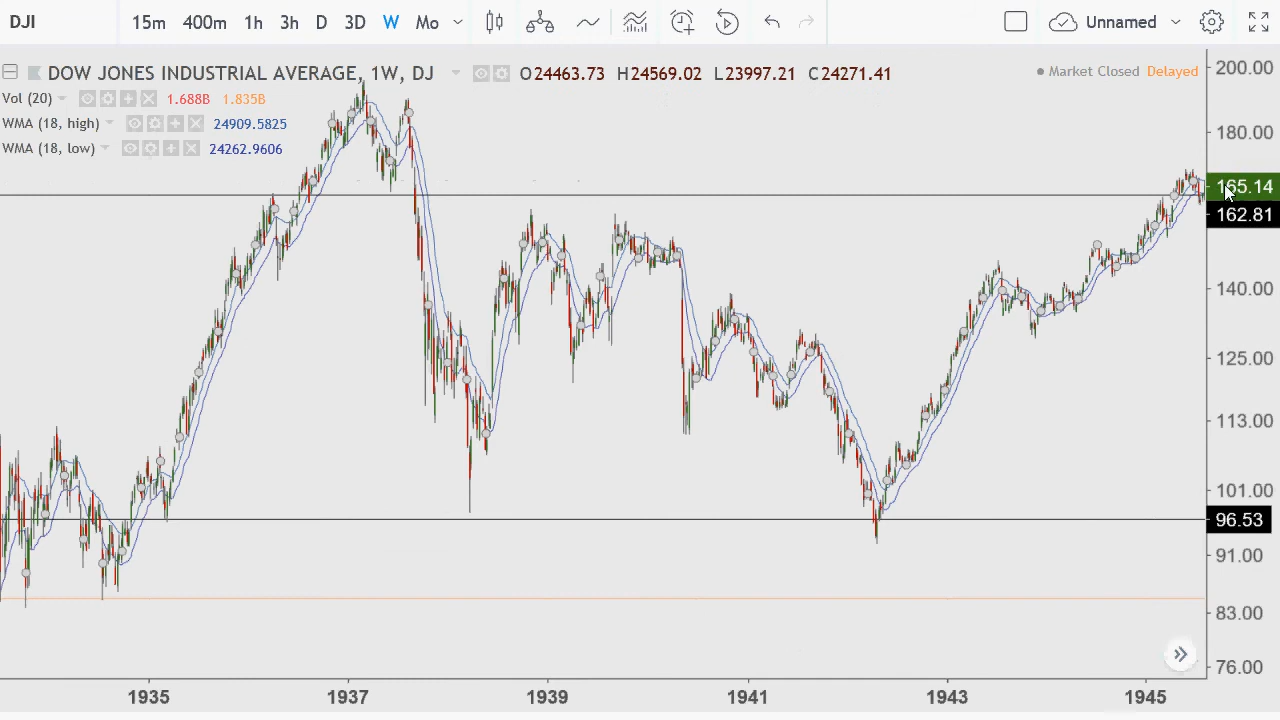 DJI 15m 400m 1h 3h D 3D W Mo Unnamed
DOW JONES INDUSTRIAL AVERAGE, 1W, DJ O24463.73 H24569.02 L23997.21 C24271.41 Market Closed Delayed
Vol (20) 1.688B 1.835B
WMA (18, high) 24909.5825
WMA (18, low) 24262.9606
200.00
180.00
165.14
162.81
140.00
125.00
113.00
101.00
96.53
91.00
83.00
76.00
1935 1937 1939 1941 1943 1945